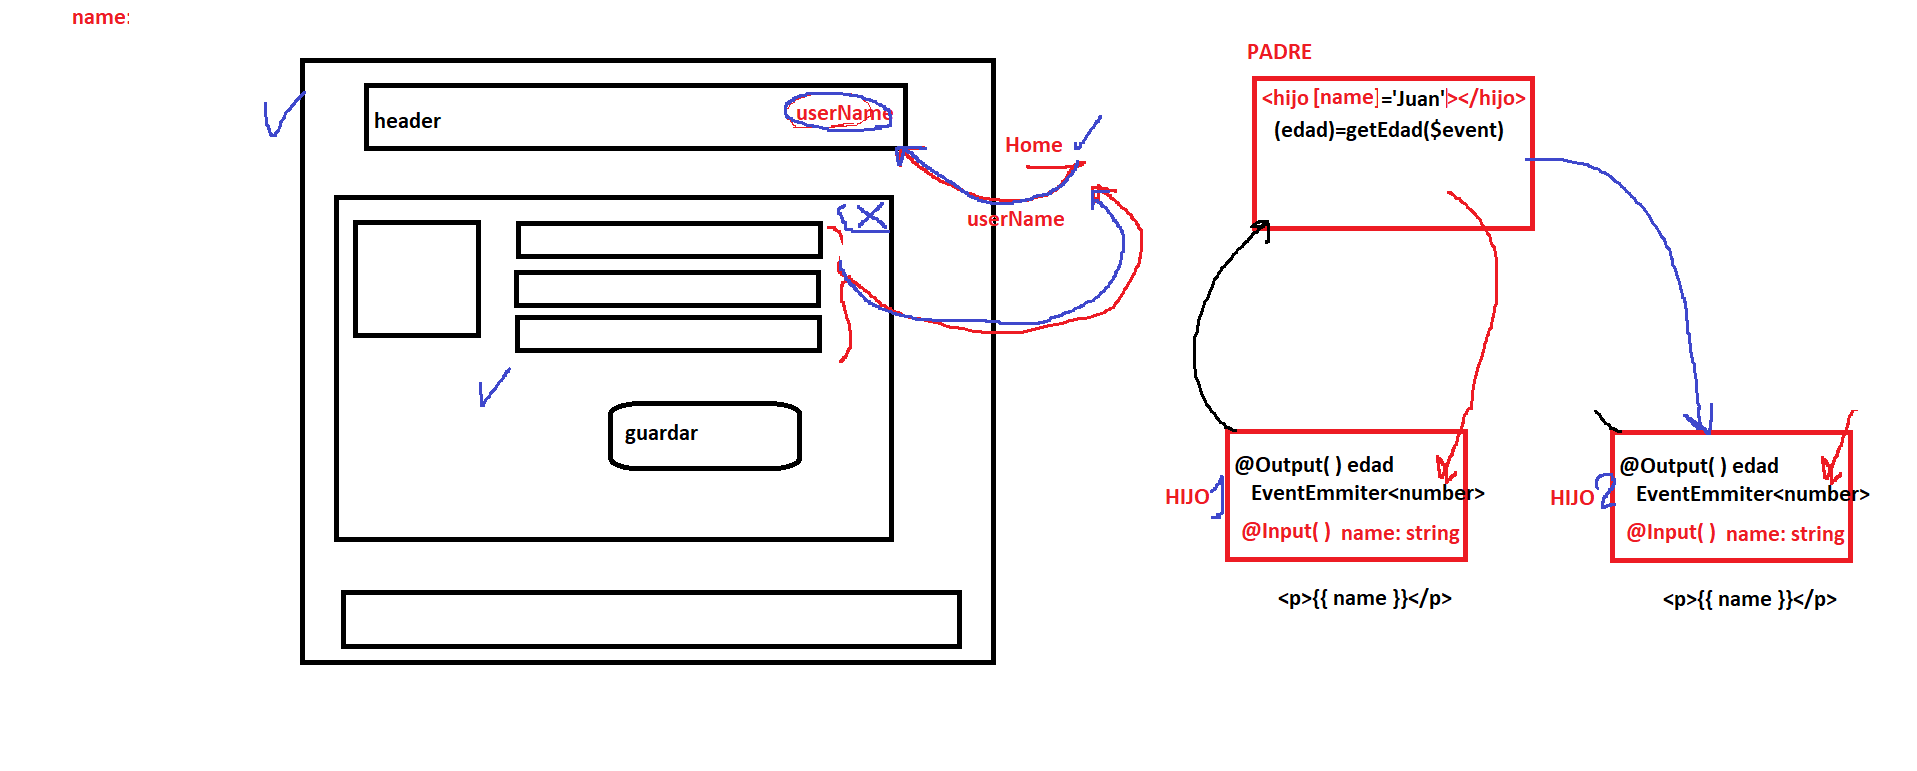 name:
header
userName
Home
userName
guardar
PADRE
<hijo [name]='Juan'></hijo>
(edad)=getEdad($event)
HIJO 1
@Output( ) edad
EventEmmiter<number>
@Input( ) name: string
<p>{{ name }}</p>
HIJO 2
@Output( ) edad
EventEmmiter<number>
@Input( ) name: string
<p>{{ name }}</p>